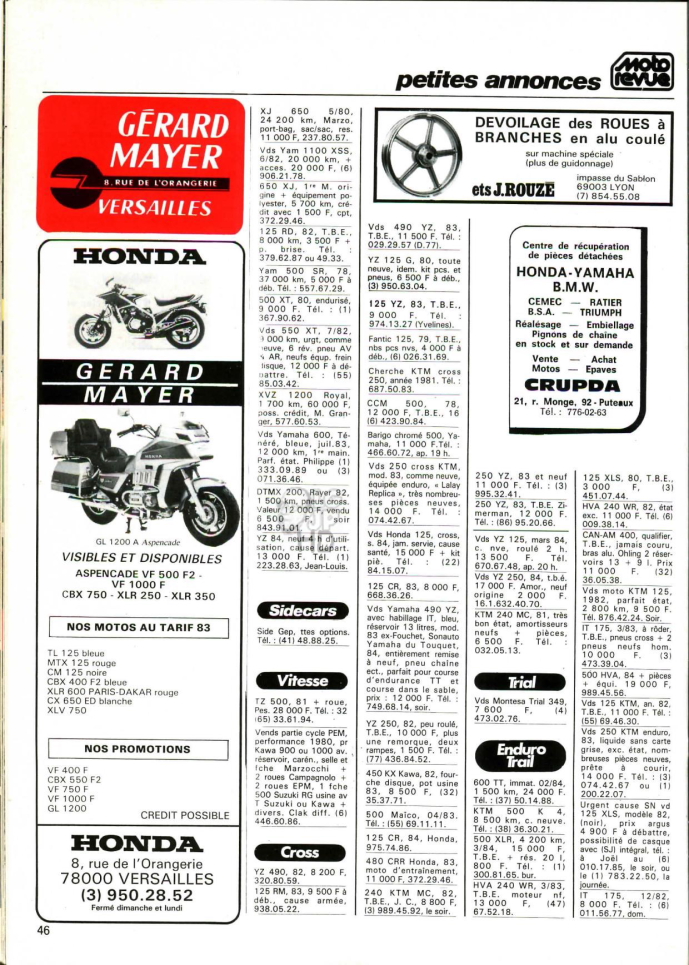 petites annonces
moto
revue
GÉRARD
MAYER
8, RUE DE L'ORANGERIE
VERSAILLES
HONDA
GERARD
MAYER
GL 1200 A Aspencade
VISIBLES ET DISPONIBLES
ASPENCADE VF 500 F2 -
VF 1000 F
CBX 750 - XLR 250 - XLR 350
NOS MOTOS AU TARIF 83
TL 125 bleue
MTX 125 rouge
CM 125 noire
CBX 400 F2 bleue
XLR 600 PARIS-DAKAR rouge
CX 650 ED blanche
XLV 750
NOS PROMOTIONS
VF 400 F
CBX 550 F2
VF 750 F
VF 1000 F
GL 1200
CREDIT POSSIBLE
HONDA
8, rue de l'Orangerie
78000 VERSAILLES
(3) 950.28.52
Fermé dimanche et lundi
46
XJ 650 5/80,
24 200 km, Marzo,
port-bag, sac/sac, res.
11 000 F, 237.80.57.
Vds Yam 1100 XSS,
6/82, 20 000 km, +
acces. 20 000 F, (6)
906.21.78.
650 XJ, 1re M. ori-
gine + équipement po-
lyester, 5 700 km, cré-
dit avec 1 500 F, cpt,
372.29.46.
125 RD, 82, T.B.E.,
8 000 km, 3 500 F +
p. brise. Tél. :
379.62.87 ou 49.33.
Yam 500 SR, 78,
37 000 km, 5 000 F à
déb. Tél. : 557.67.29.
500 XT, 80, endurisé,
9 000 F. Tél. : (1)
367.90.62.
Vds 550 XT, 7/82,
000 km, urgt, comme
neuve, 6 rév. pneu AV
AR, neufs équp. frein
disque, 12 000 F à dé-
battre. Tél. : (55)
85.03.42.
XVZ 1200 Royal,
1 700 km, 60 000 F,
poss. crédit, M. Gran-
ger, 577.60.53.
Vds Yamaha 600, Té-
néré, bleue, juil.83,
12 000 km, 1re main.
Parf. état. Philippe (1)
333.09.89 ou (3)
071.36.46.
DTMX 200, Rayer 82,
1 500 km, pneus cross.
Valeur 12 000 F, vendu
6 500 soir
843.91.01
YZ 84, neuf d'utili-
sation, cause départ.
13 000 F. Tél. (1)
223.28.63, Jean-Louis.
Sidecars
Side Gep, ttes options.
Tél. : (41) 48.88.25.
Vitesse
TZ 500, 81 + roue,
Pes. 28 000 F. Tél. : 32
(65) 33.61.94.
Vends partie cycle PEM,
performance 1980, pr
Kawa 900 ou 1000 av.
réservoir, carén., selle et
fche Marzocchi +
2 roues Campagnolo +
2 roues EPM, 1 fche
500 Suzuki RG usine av
T Suzuki ou Kawa +
divers. Clak diff. (6)
446.60.86.
Cross
YZ 490, 82, 8 200 F,
320.80.59.
125 RM, 83, 9 500 F à
déb., cause armée,
938.05.22.
DEVOILAGE des ROUES à
BRANCHES en alu coulé
sur machine spéciale
(plus de guidonnage)
ets J.ROUZÉ
impasse du Sablon
69003 LYON
(7) 854.55.08
Vds 490 YZ, 83,
T.B.E., 11 500 F. Tél. :
029.29.57 (D.77).
YZ 125 G, 80, toute
neuve, idem. kit pcs. et
pneus, 6 500 F à déb.,
(3) 950.63.04.
125 YZ, 83, T.B.E.,
9 000 F. Tél. :
974.13.27 (Yvelines).
Fantic 125, 79, T.B.E.,
nbs pcs nvs, 4 000 F à
déb., (6) 026.31.69.
Cherche KTM cross
250, année 1981. Tél. :
687.50.83.
CCM 500, 78,
12 000 F, T.B.E., 16
(6) 423.90.84.
Barigo chromé 500, Ya-
maha, 11 000 F.Tél. :
466.60.72, ap. 19 h.
Vds 250 cross KTM,
mod. 83, comme neuve,
équipée enduro, « Lalay
Replica », très nombreu-
ses pièces neuves,
14 000 F. Tél. :
074.42.67.
Vds Honda 125, cross,
s. 84, jam. servie, cause
santé, 15 000 F + kit
piè. Tél. : (22)
84.15.07.
125 CR, 83, 8 000 F,
668.36.26.
Vds Yamaha 490 YZ,
avec habillage IT, bleu,
réservoir 13 litres, mod.
83 ex-Fouchet, Sonauto
Yamaha du Touquet,
84, entièrement remise
à neuf, pneu chaîne
ect., parfait pour course
d'endurance TT et
course dans le sable,
prix : 12 000 F. Tél. :
749.68.14, soir.
YZ 250, 82, peu roulé,
T.B.E., 10 000 F, plus
une remorque, deux
rampes, 1 500 F. Tél. :
(77) 436.84.52.
450 KX Kawa, 82, four-
che disque, pot usine
83, 8 500 F, (32)
35.37.71.
500 Maïco, 04/83.
Tél. : (55) 69.11.11.
125 CR, 84, Honda,
975.74.86.
480 CRR Honda, 83,
moto d'entraînement,
11 000 F, 372.29.46.
240 KTM MC, 82,
T.B.E., J. C., 8 800 F,
(3) 989.45.92, le soir.
Centre de récupération
de pièces détachées
HONDA-YAMAHA
B.M.W.
CEMEC — RATIER
B.S.A. — TRIUMPH
Réalésage — Embiellage
Pignons de chaine
en stock et sur demande
Vente — Achat
Motos — Epaves
CRUPDA
21, r. Monge, 92 - Puteaux
Tél. : 776-02-63
250 YZ, 83 et neuf
11 000 F. Tél. : (3)
995.32.41.
250 YZ, 83, T.B.E. Zi-
merman, 12 000 F.
Tél. : (86) 95.20.66.
Vds YZ 125, mars 84,
c. nve, roulé 2 h.
13 500 F. Tél.
670.67.48, ap. 20 h.
Vds YZ 250, 84, t.b.é.
17 000 F. Amor., neuf
origine 2 000 F.
16.1.632.40.70.
KTM 240 MC, 81, très
bon état, amortisseurs
neufs + pièces,
6 500 F. Tél. :
032.05.13.
Trial
Vds Montesa Trial 349,
7 600 F, (4)
473.02.76.
Enduro
Trail
600 TT, immat. 02/84,
1 500 km, 24 000 F.
Tél. : (37) 50.14.88.
KTM 500 K 4,
8 500 km, c. neuve.
Tél. : (38) 36.30.21.
500 XLR, 4 200 km,
3/84, 15 000 F,
T.B.E. + rés. 20 l,
800 F. Tél. : (1)
300.81.65. bur.
HVA 240 WR, 3/83,
T.B.E. moteur nf,
13 000 F, (47)
67.52.18.
125 XLS, 80, T.B.E.,
3 000 F, (3)
451.07.44.
HVA 240 WR, 82, état
exc. 11 000 F. Tél. (6)
009.38.14.
CAN-AM 400, qualifier,
T.B.E., jamais couru,
bras alu, Ohling 2 réser-
voirs 13 + 9 l. Prix
11 000 F. (32)
36.05.38.
Vds moto KTM 125,
1982, parfait état,
2 800 km, 9 500 F.
Tél. 876.42.24. Soir.
IT 175, 3/83, à rôder,
T.B.E., pneus cross + 2
pneus neufs hom.
10 000 F. (3)
473.39.04.
500 HVA, 84 + pièces
+ équi. 19 000 F,
989.45.56.
Vds 125 KTM, an. 82,
T.B.E., 11 000 F. Tél. :
(55) 69.46.30.
Vds 250 KTM enduro,
83, liquide sans carte
grise, exc. état, nom-
breuses pièces neuves,
prête à courir,
14 000 F. Tél. : (3)
074.42.67 ou (1)
200.22.07.
Urgent cause SN vd
125 XLS, modèle 82,
(noir), prix argus
4 900 F à débattre,
possibilité de casque
avec (SJ) intégral, tél. :
à Joël au (6)
010.17.85, le soir, ou
le (1) 783.22.50, la
journée.
IT 175, 12/82,
8 000 F. Tél. : (6)
011.56.77, dom.